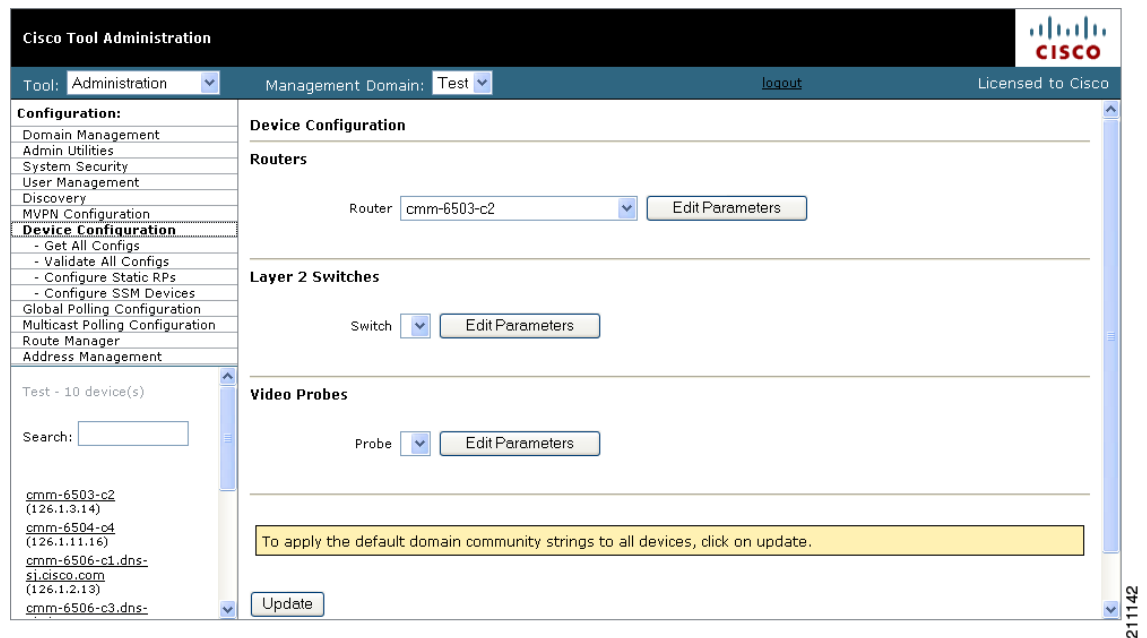 Cisco Tool Administration
CISCO
Tool: Administration Management Domain: Test logout Licensed to Cisco
Configuration:
Domain Management
Admin Utilities
System Security
User Management
Discovery
MVPN Configuration
Device Configuration
- Get All Configs
- Validate All Configs
- Configure Static RPs
- Configure SSM Devices
Global Polling Configuration
Multicast Polling Configuration
Route Manager
Address Management
Test - 10 device(s)
Search:
cmm-6503-c2
(126.1.3.14)
cmm-6504-c4
(126.1.11.16)
cmm-6506-c1.dns-
sj.cisco.com
(126.1.2.13)
cmm-6506-c3.dns-
Device Configuration
Routers
Router cmm-6503-c2 Edit Parameters
Layer 2 Switches
Switch Edit Parameters
Video Probes
Probe Edit Parameters
To apply the default domain community strings to all devices, click on update.
Update
211142